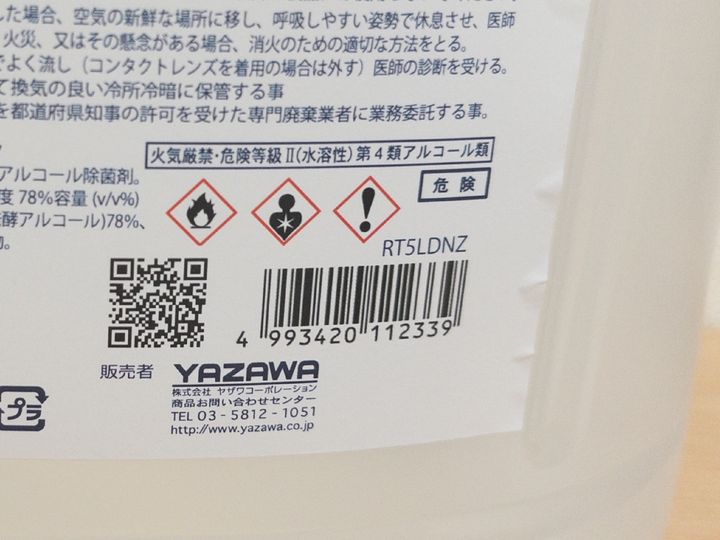 した場合、空気の新鮮な場所に移し、呼吸しやすい姿勢で休息させ、医師
火災、又はその懸念がある場合、消火のための適切な方法をとる。
でよく流し（コンタクトレンズを着用の場合は外す）医師の診断を受ける。
て換気の良い冷所冷暗に保管する事
を都道府県知事の許可を受けた専門廃棄業者に業務委託する事。
火気厳禁・危険等級Ⅱ(水溶性) 第4類アルコール類
アルコール除菌剤。
危険
度 78%容量 (v/v%)
酵アルコール)78%、
RT5LDNZ
4 993420 112339
販売者 YAZAWA
株式会社 ヤザワコーポレーション
商品お問い合わせセンター
TEL 03-5812-1051
http://www.yazawa.co.jp
プラ